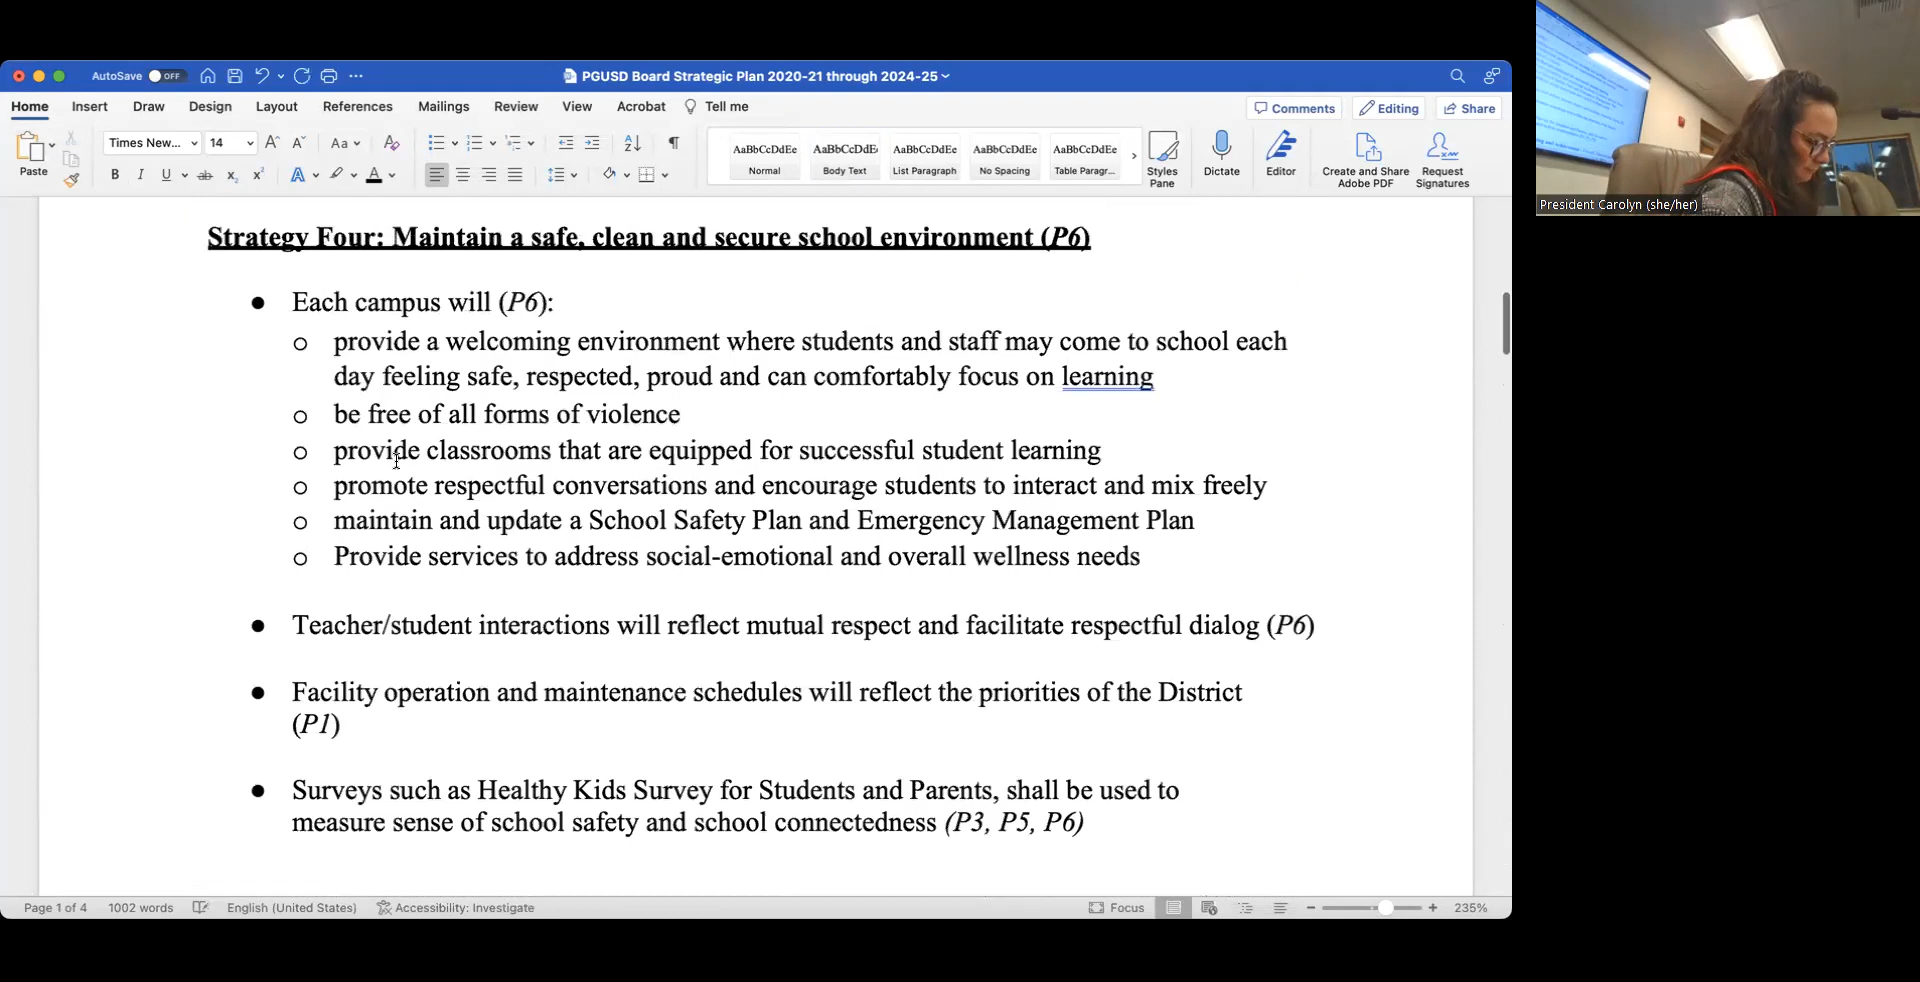 AutoSave OFF
PGUSD Board Strategic Plan 2020-21 through 2024-25
Home Insert Draw Design Layout References Mailings Review View Acrobat Tell me
Comments Editing Share
Paste
Times New... 14 Aa
AaBbCcDdEe AaBbCcDdE AaBbCcDdEe AaBbCcDdEe AaBbCcDdEe
Normal Body Text List Paragraph No Spacing Table Paragr...
Styles Pane
Dictate
Editor
Create and Share Adobe PDF
Request Signatures
Strategy Four: Maintain a safe, clean and secure school environment (P6)
● Each campus will (P6):
o provide a welcoming environment where students and staff may come to school each
day feeling safe, respected, proud and can comfortably focus on learning
o be free of all forms of violence
o provide classrooms that are equipped for successful student learning
o promote respectful conversations and encourage students to interact and mix freely
o maintain and update a School Safety Plan and Emergency Management Plan
o Provide services to address social-emotional and overall wellness needs
● Teacher/student interactions will reflect mutual respect and facilitate respectful dialog (P6)
● Facility operation and maintenance schedules will reflect the priorities of the District
(P1)
● Surveys such as Healthy Kids Survey for Students and Parents, shall be used to
measure sense of school safety and school connectedness (P3, P5, P6)
Page 1 of 4 1002 words English (United States) Accessibility: Investigate Focus 235%
President Carolyn (she/her)